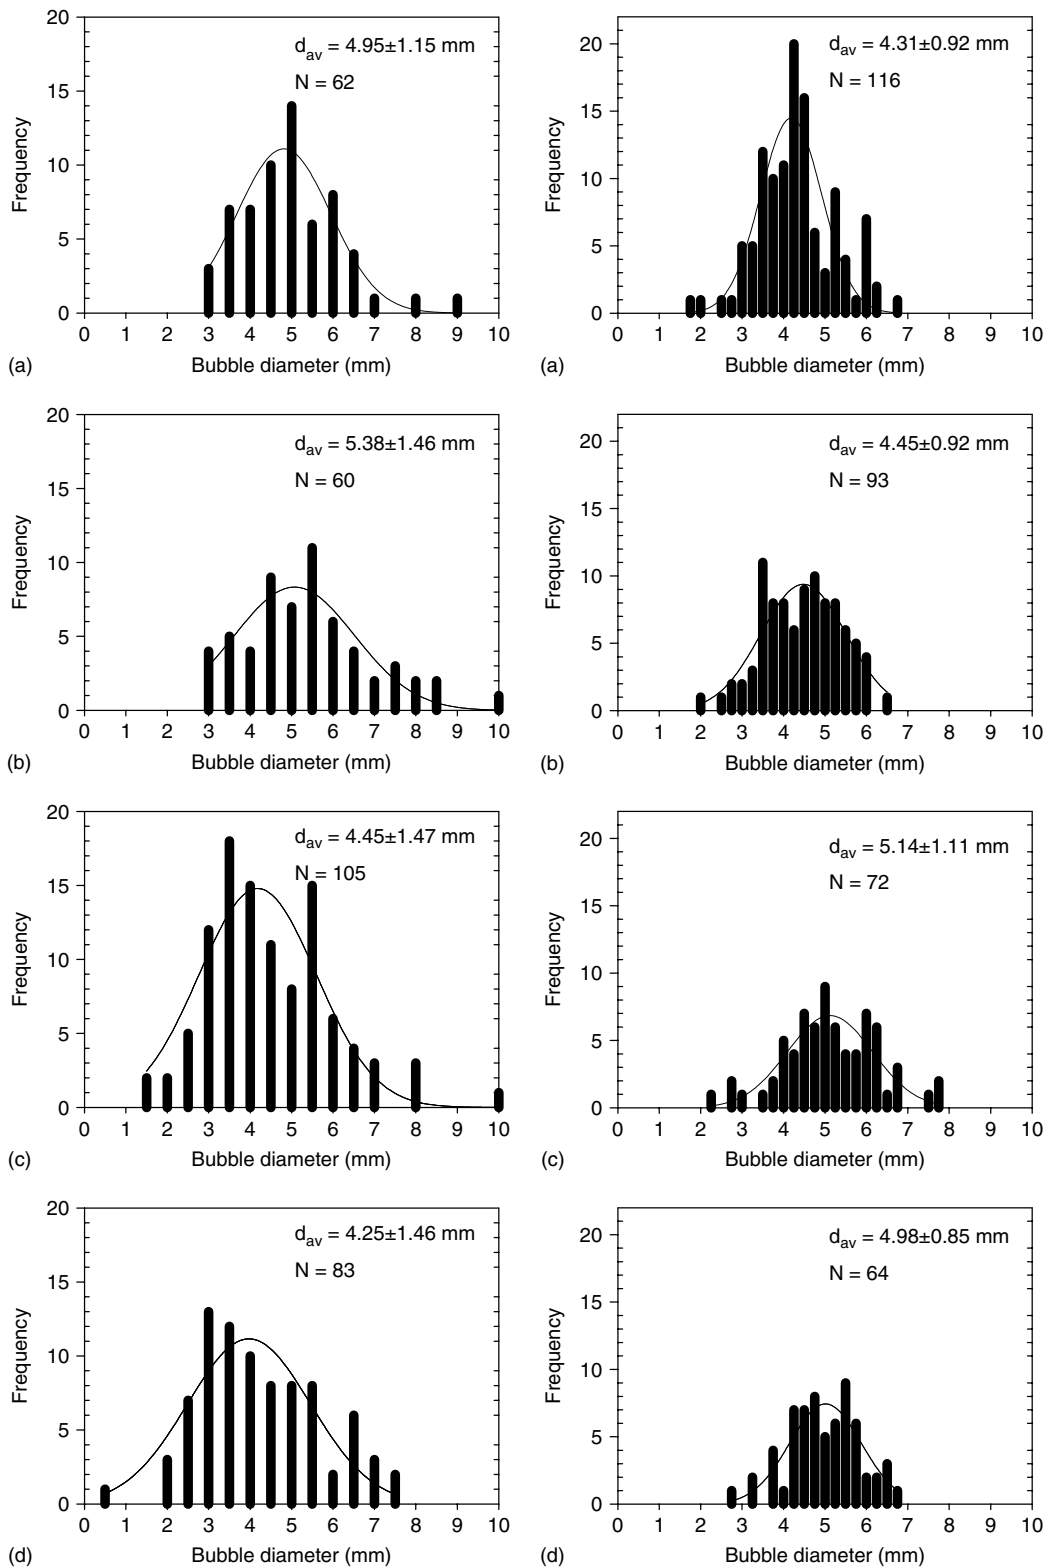 20
15
10
5
0
Frequency
d_av = 4.95±1.15 mm
N = 62
0 1 2 3 4 5 6 7 8 9 10
(a) Bubble diameter (mm)
20
15
10
5
0
Frequency
d_av = 4.31±0.92 mm
N = 116
0 1 2 3 4 5 6 7 8 9 10
(a) Bubble diameter (mm)
20
15
10
5
0
Frequency
d_av = 5.38±1.46 mm
N = 60
0 1 2 3 4 5 6 7 8 9 10
(b) Bubble diameter (mm)
20
15
10
5
0
Frequency
d_av = 4.45±0.92 mm
N = 93
0 1 2 3 4 5 6 7 8 9 10
(b) Bubble diameter (mm)
20
15
10
5
0
Frequency
d_av = 4.45±1.47 mm
N = 105
0 1 2 3 4 5 6 7 8 9 10
(c) Bubble diameter (mm)
20
15
10
5
0
Frequency
d_av = 5.14±1.11 mm
N = 72
0 1 2 3 4 5 6 7 8 9 10
(c) Bubble diameter (mm)
20
15
10
5
0
Frequency
d_av = 4.25±1.46 mm
N = 83
0 1 2 3 4 5 6 7 8 9 10
(d) Bubble diameter (mm)
20
15
10
5
0
Frequency
d_av = 4.98±0.85 mm
N = 64
0 1 2 3 4 5 6 7 8 9 10
(d) Bubble diameter (mm)